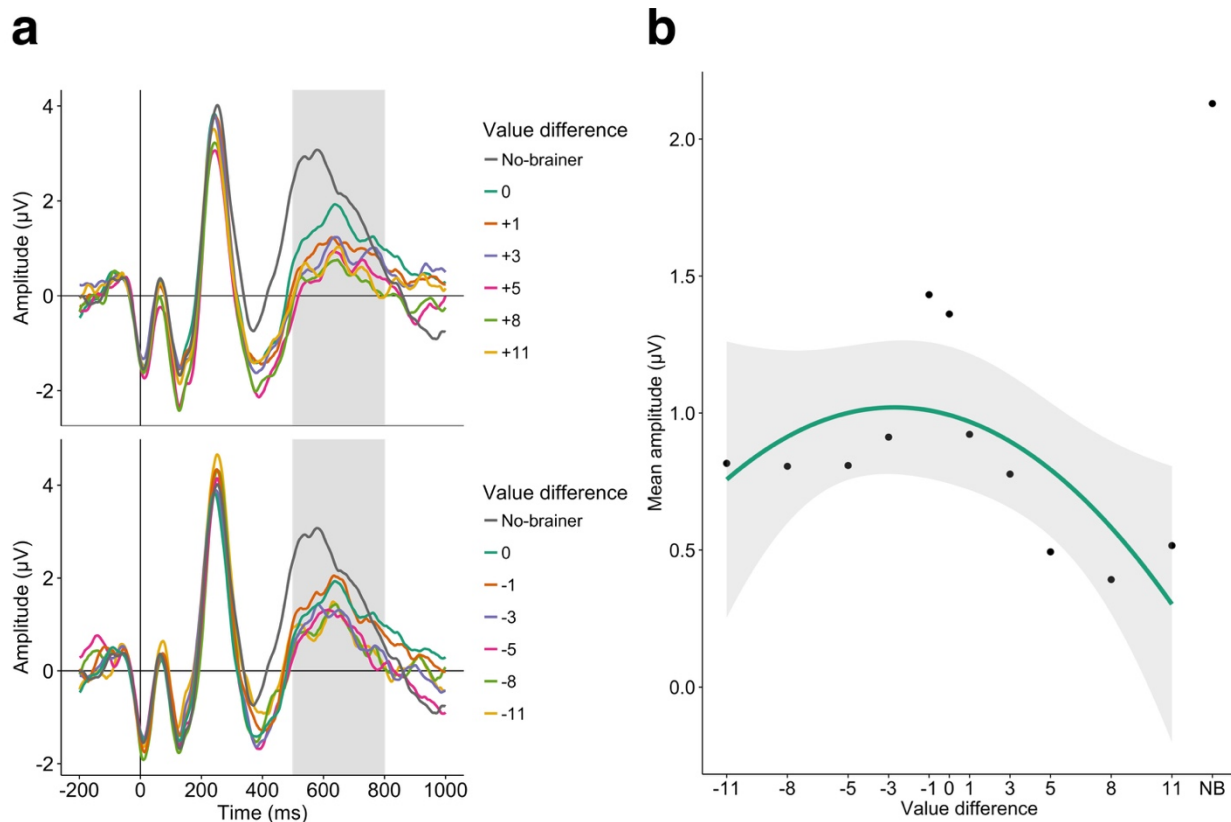 a
4
2
0
-2
Amplitude (µV)
Value difference
No-brainer
0
+1
+3
+5
+8
+11
4
2
0
-2
Amplitude (µV)
-200 0 200 400 600 800 1000
Time (ms)
Value difference
No-brainer
0
-1
-3
-5
-8
-11
b
2.0
1.5
1.0
0.5
0.0
Mean amplitude (µV)
-11 -8 -5 -3 -1 0 1 3 5 8 11 NB
Value difference